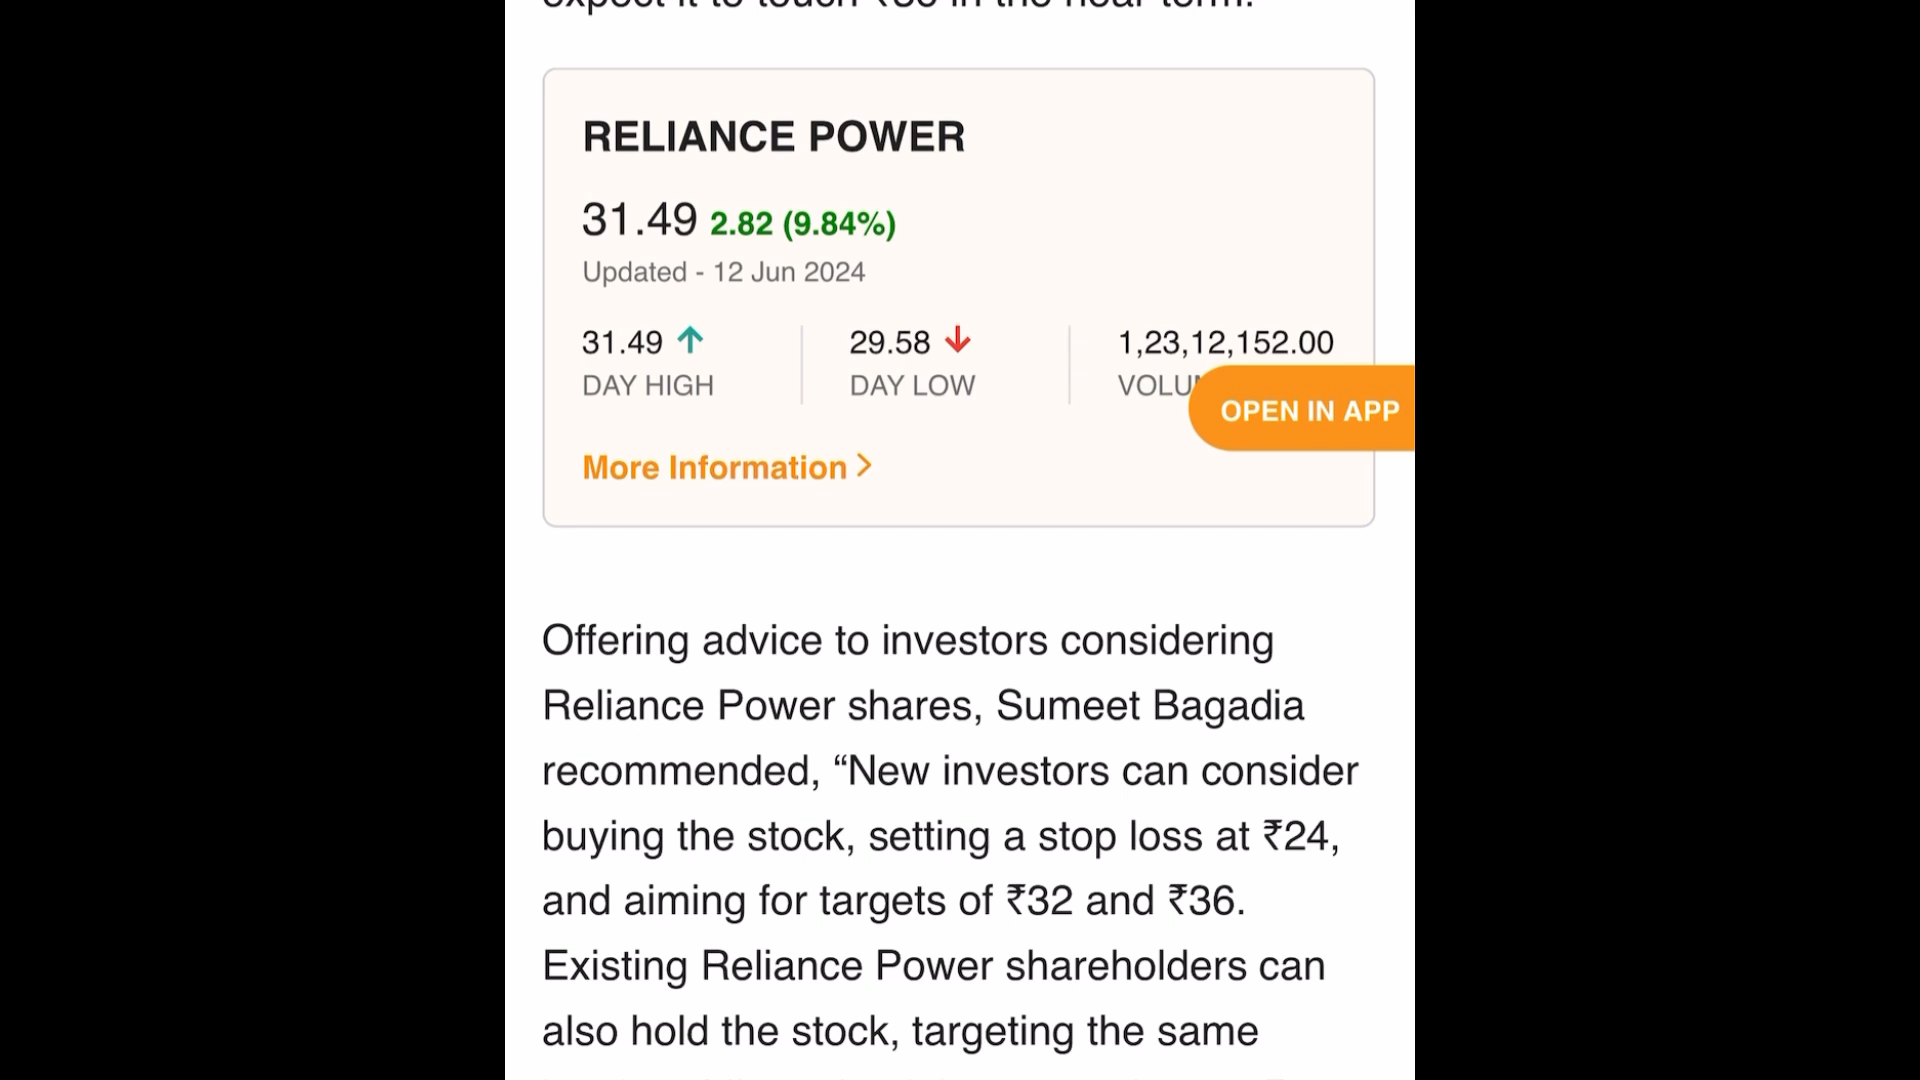 RELIANCE POWER
31.49 2.82 (9.84%)
Updated - 12 Jun 2024
31.49 29.58 1,23,12,152.00
DAY HIGH DAY LOW
OPEN IN APP
More Information >
Offering advice to investors considering
Reliance Power shares, Sumeet Bagadia
recommended, “New investors can consider
buying the stock, setting a stop loss at ₹24,
and aiming for targets of ₹32 and ₹36.
Existing Reliance Power shareholders can
also hold the stock, targeting the same